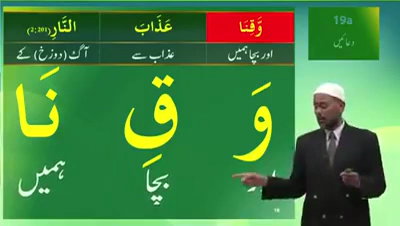 وَّقِنَا عَذَابَ النَّارِ (2:201)
اور بچا ہمیں عذاب سے آگ (دوزخ) کے
19a
دعائیں
وَ قِ نَا
بچا ہمیں